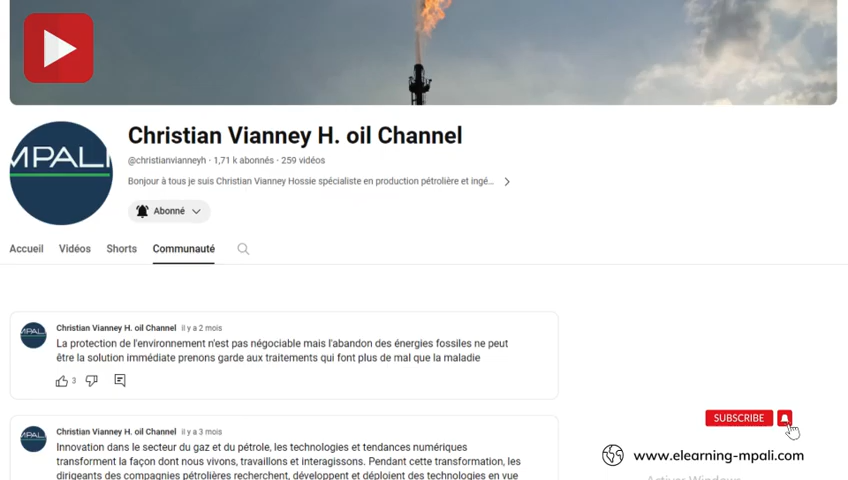 Christian Vianney H. oil Channel
@christianvianneyh · 1,71 k abonnés · 259 vidéos
MPALI
Bonjour à tous je suis Christian Vianney Hossie spécialiste en production pétrolière et ingé...
Abonné
Accueil Vidéos Shorts Communauté
Christian Vianney H. oil Channel il y a 2 mois
MPALI
La protection de l'environnement n'est pas négociable mais l'abandon des énergies fossiles ne peut
être la solution immédiate prenons garde aux traitements qui font plus de mal que la maladie
3
Christian Vianney H. oil Channel il y a 3 mois
MPALI
Innovation dans le secteur du gaz et du pétrole, les technologies et tendances numériques
transforment la façon dont nous vivons, travaillons et interagissons. Pendant cette transformation, les
dirigeants des compagnies pétrolières recherchent, développent et déploient des technologies en vue
SUBSCRIBE
www.elearning-mpali.com
Activer Windows